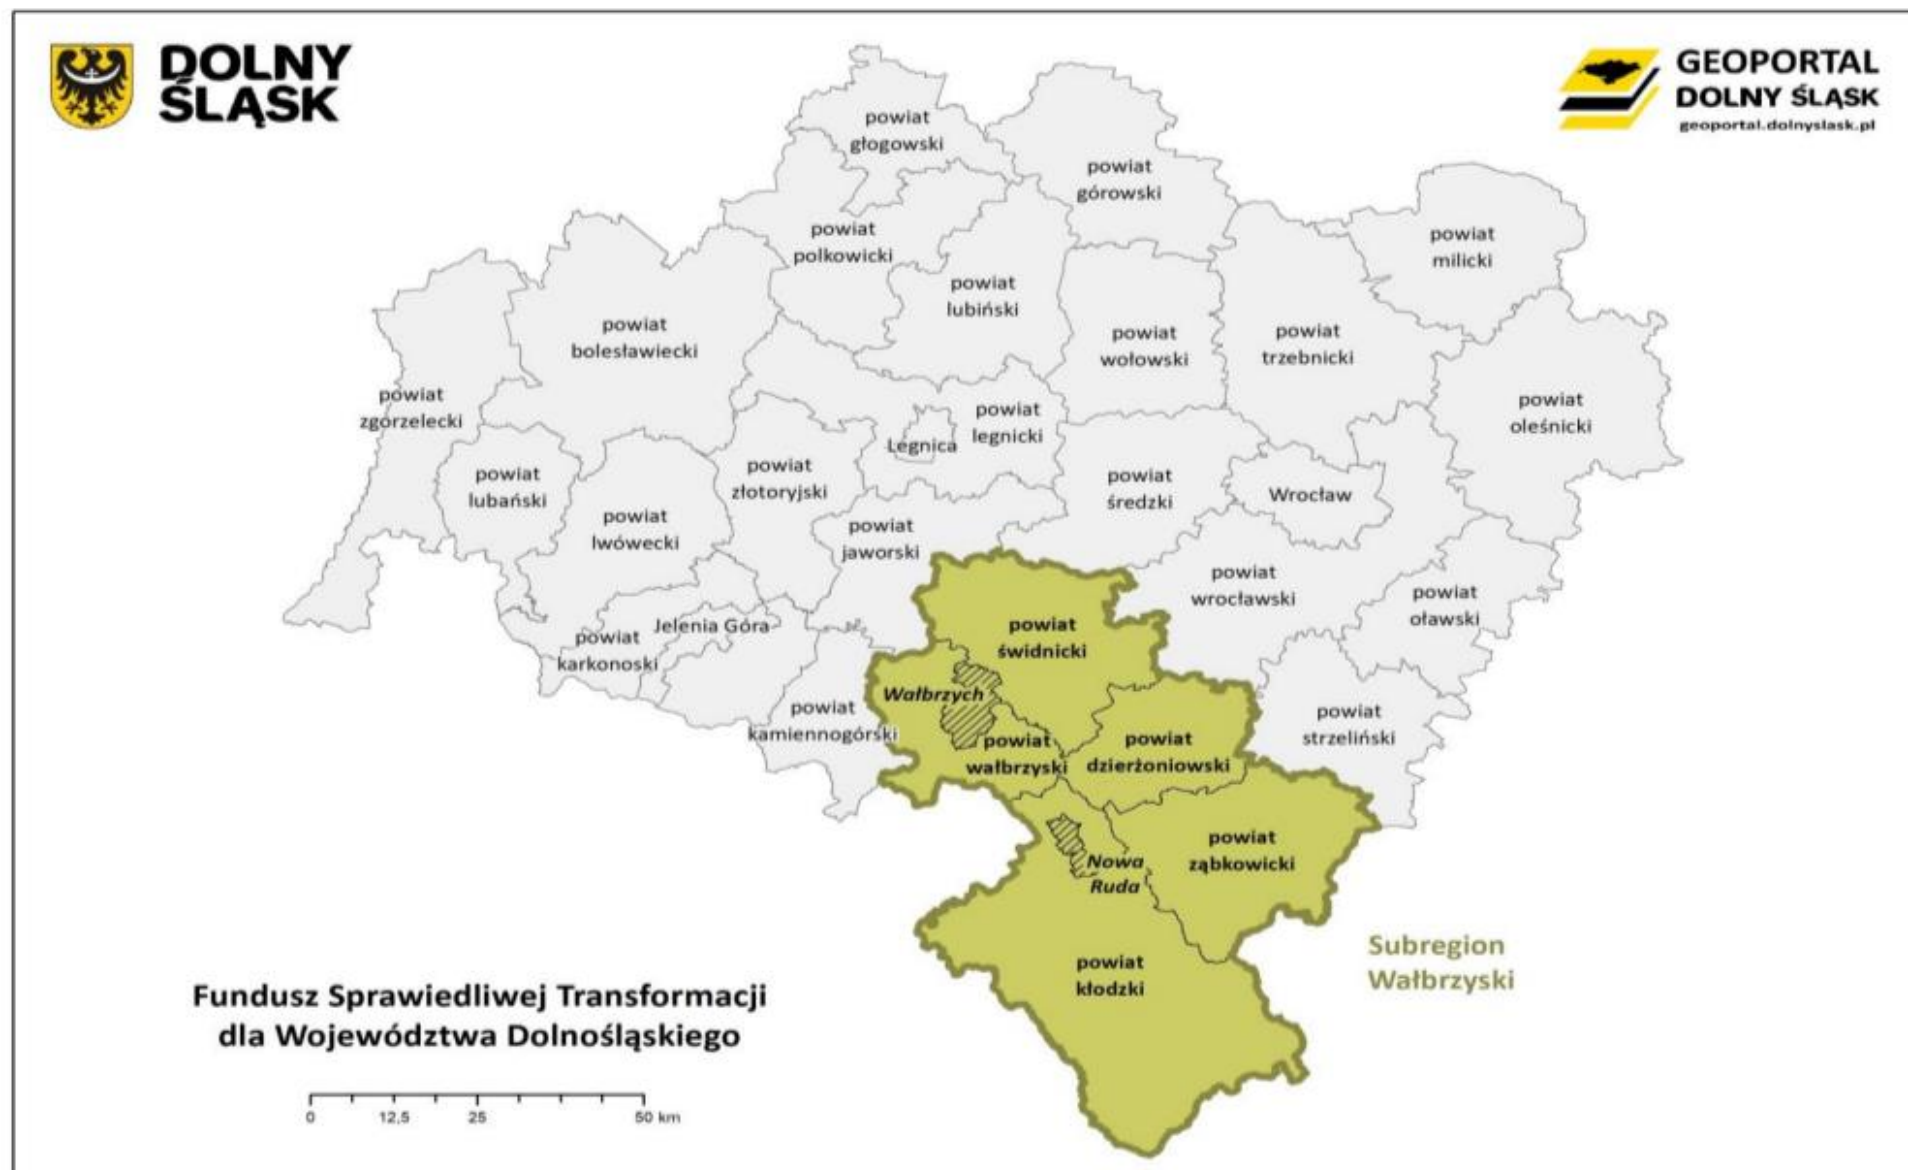 DOLNY
ŚLĄSK
GEOPORTAL
DOLNY ŚLĄSK
geoportal.dolnyslask.pl
powiat
głogowski
powiat
górowski
powiat
polkowicki
powiat
milicki
powiat
lubiński
powiat
bolesławiecki
powiat
wołowski
powiat
trzebnicki
powiat
zgorzelecki
powiat
legnicki
Legnica
powiat
oleśnicki
powiat
lubański
powiat
złotoryjski
powiat
średzki
Wrocław
powiat
lwówecki
powiat
jaworski
powiat
wrocławski
powiat
oławski
Jelenia Góra
powiat
karkonoski
powiat
świdnicki
Wałbrzych
powiat
kamiennogórski
powiat
wałbrzyski
powiat
dzierżoniowski
powiat
strzeliński
powiat
ząbkowicki
Nowa
Ruda
powiat
kłodzki
Subregion
Wałbrzyski
Fundusz Sprawiedliwej Transformacji
dla Województwa Dolnośląskiego
0 12,5 25 50 km